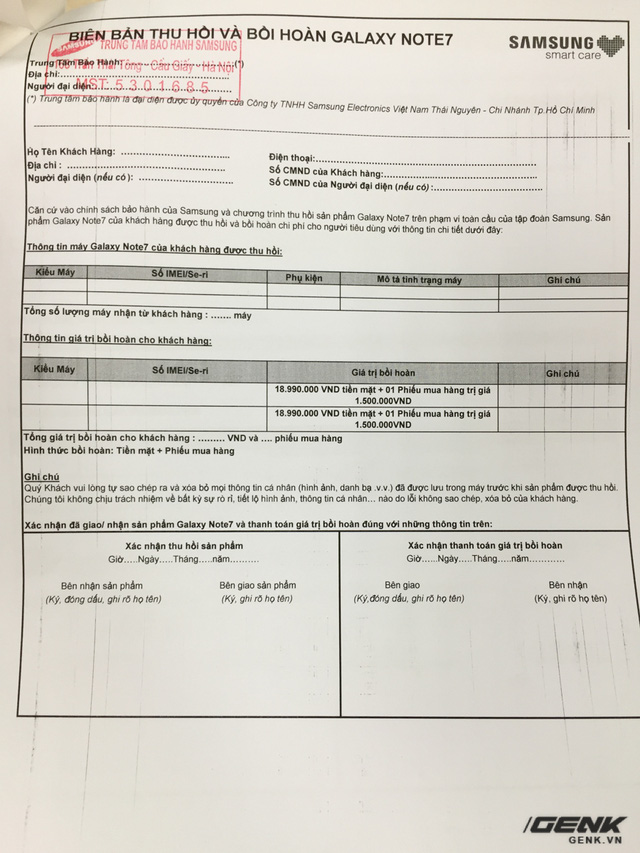 BIÊN BẢN THU HỒI VÀ BỒI HOÀN GALAXY NOTE7
SAMSUNG
smart care
SAMSUNG TRUNG TÂM BẢO HÀNH SAMSUNG
Trần Thái Tông - Cầu Giấy - Hà Nội
MST: 5301685
Trung Tâm Bảo Hành:(*)
Địa chỉ:
Người đại diện:
(*) Trung tâm bảo hành là đại diện được ủy quyền của Công ty TNHH Samsung Electronics Việt Nam Thái Nguyên - Chi Nhánh Tp.Hồ Chí Minh
Họ Tên Khách Hàng:
Điện thoại:
Địa chỉ :
Số CMND của Khách hàng:
Người đại diện (nếu có) :
Số CMND của Người đại diện (nếu có) :
Căn cứ vào chính sách bảo hành của Samsung và chương trình thu hồi sản phẩm Galaxy Note7 trên phạm vi toàn cầu của tập đoàn Samsung. Sản
phẩm Galaxy Note7 của khách hàng được thu hồi và bồi hoàn chi phí cho người tiêu dùng với thông tin chi tiết dưới đây:
Thông tin máy Galaxy Note7 của khách hàng được thu hồi:
Kiểu Máy Số IMEI/Se-ri Phụ kiện Mô tả tình trạng máy Ghi chú
Tổng số lượng máy nhận từ khách hàng : ....... máy
Thông tin giá trị bồi hoàn cho khách hàng:
Kiểu Máy Số IMEI/Se-ri Giá trị bồi hoàn Ghi chú
18.990.000 VND tiền mặt + 01 Phiếu mua hàng trị giá
1.500.000VND
18.990.000 VND tiền mặt + 01 Phiếu mua hàng trị giá
1.500.000VND
Tổng giá trị bồi hoàn cho khách hàng : ......... VND và .... phiếu mua hàng
Hình thức bồi hoàn: Tiền mặt + Phiếu mua hàng
Ghi chú
Quý Khách vui lòng tự sao chép ra và xóa bỏ mọi thông tin cá nhân (hình ảnh, danh bạ .v.v.) đã được lưu trong máy trước khi sản phẩm được thu hồi.
Chúng tôi không chịu trách nhiệm về bất kỳ sự rò rỉ, tiết lộ hình ảnh, thông tin cá nhân... nào do lỗi không sao chép, xóa bỏ của khách hàng.
Xác nhận đã giao/ nhận sản phẩm Galaxy Note7 và thanh toán giá trị bồi hoàn đúng với những thông tin trên:
Xác nhận thu hồi sản phẩm
Giờ.....Ngày.....Tháng....năm..........
Bên nhận sản phẩm Bên giao sản phẩm
(Ký, đóng dấu, ghi rõ họ tên) (Ký, ghi rõ họ tên)
Xác nhận thanh toán giá trị bồi hoàn
Giờ....Ngày.....Tháng....năm............
Bên giao Bên nhận
(Ký,đóng dấu, ghi rõ họ tên) (Ký, ghi rõ họ tên)
GENK
GENK.VN